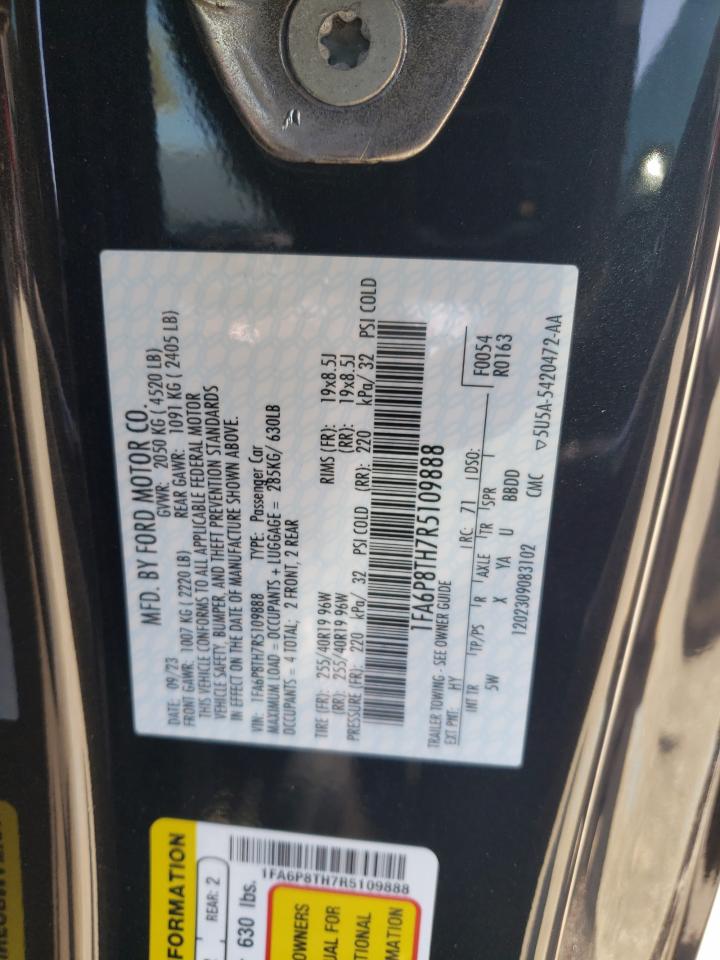 MFD. BY FORD MOTOR CO.
DATE: 09/23 GVWR: 2050 KG ( 4520 LB)
FRONT GAWR: 1007 KG ( 2220 LB) REAR GAWR: 1091 KG ( 2405 LB)
THIS VEHICLE CONFORMS TO ALL APPLICABLE FEDERAL MOTOR
VEHICLE SAFETY, BUMPER, AND THEFT PREVENTION STANDARDS
IN EFFECT ON THE DATE OF MANUFACTURE SHOWN ABOVE.
VIN: 1FA6P8TH7R5109888 TYPE: Passenger Car
MAXIMUM LOAD = OCCUPANTS + LUGGAGE = 285KG/ 630LB
OCCUPANTS = 4 TOTAL; 2 FRONT, 2 REAR
TIRE (FR): 255/40R19 96W RIMS (FR): 19x8.5J
(RR): 255/40R19 96W (RR): 19x8.5J
PRESSURE (FR): 220 kPa/ 32 PSI COLD (RR): 220 kPa/ 32 PSI COLD
1FA6P8TH7R5109888
TRAILER TOWING - SEE OWNER GUIDE
EXT PNT: HY RC: 71 DSO: F0054
R0163
INT TR TP/PS R AXLE TR SPR
5W X YA U BBDD
1202309083102 CMC ▽5U5A-5420472-AA
FORMATION
REAR: 2
630 lbs.
1FA6P8TH7R5109888
OWNERS
UAL FOR
TIONAL
MATION